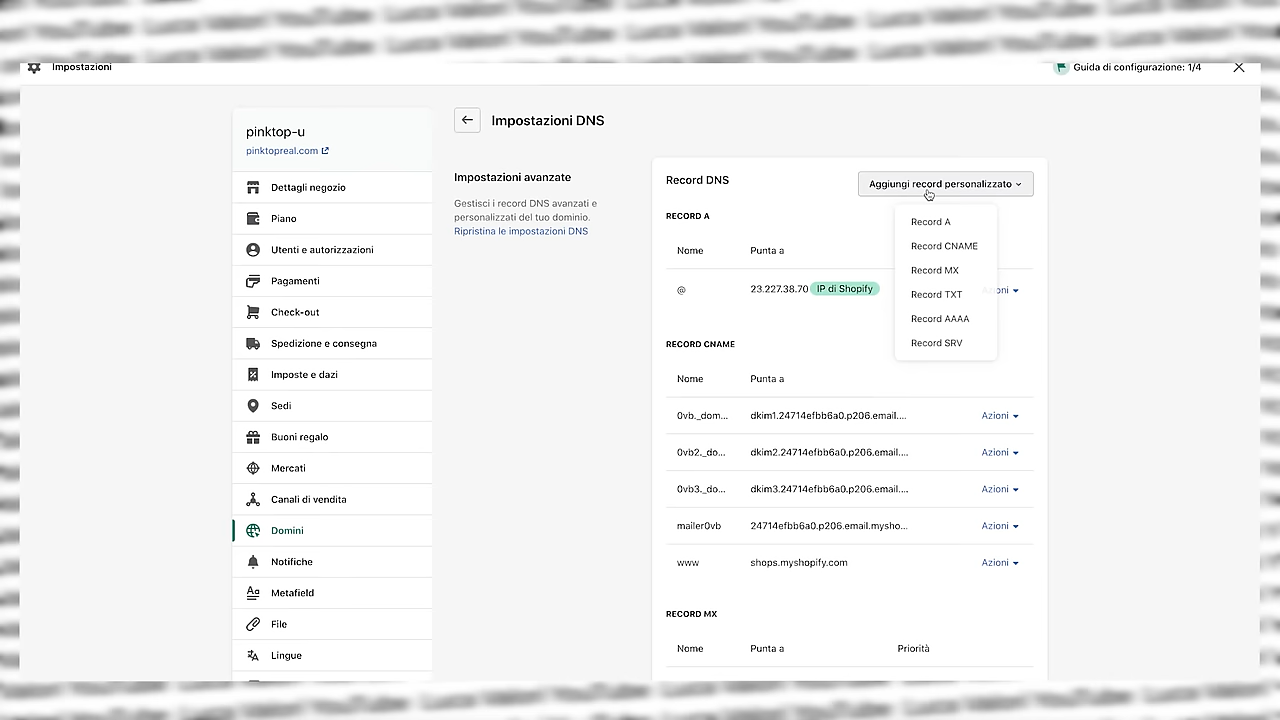 Impostazioni
Guida di configurazione: 1/4
pinktop-u
pinktopreal.com
Dettagli negozio
Piano
Utenti e autorizzazioni
Pagamenti
Check-out
Spedizione e consegna
Imposte e dazi
Sedi
Buoni regalo
Mercati
Canali di vendita
Domini
Notifiche
Metafield
File
Lingue
Impostazioni DNS
Impostazioni avanzate
Gestisci i record DNS avanzati e
personalizzati del tuo dominio.
Ripristina le impostazioni DNS
Record DNS
Aggiungi record personalizzato
Record A
Record CNAME
Record MX
Record TXT
Record AAAA
Record SRV
RECORD A
Nome Punta a
@ 23.227.38.70 IP di Shopify Azioni
RECORD CNAME
Nome Punta a
0vb._dom... dkim1.24714efbb6a0.p206.email.... Azioni
0vb2._do... dkim2.24714efbb6a0.p206.email.... Azioni
0vb3._do... dkim3.24714efbb6a0.p206.email.... Azioni
mailer0vb 24714efbb6a0.p206.email.mysho... Azioni
www shops.myshopify.com Azioni
RECORD MX
Nome Punta a Priorità